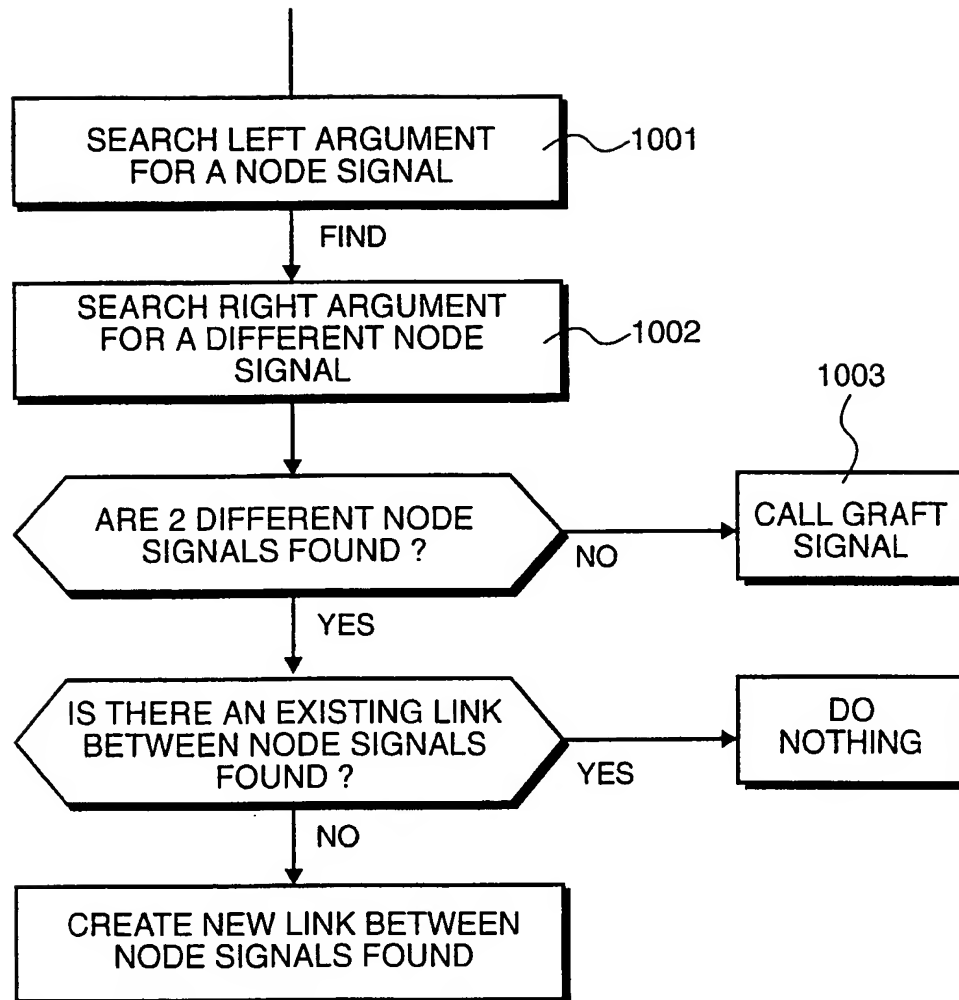 SEARCH LEFT ARGUMENT
FOR A NODE SIGNAL
1001
FIND
SEARCH RIGHT ARGUMENT
FOR A DIFFERENT NODE
SIGNAL
1002
1003
ARE 2 DIFFERENT NODE
SIGNALS FOUND ?
NO
CALL GRAFT
SIGNAL
YES
IS THERE AN EXISTING LINK
BETWEEN NODE SIGNALS
FOUND ?
YES
DO
NOTHING
NO
CREATE NEW LINK BETWEEN
NODE SIGNALS FOUND